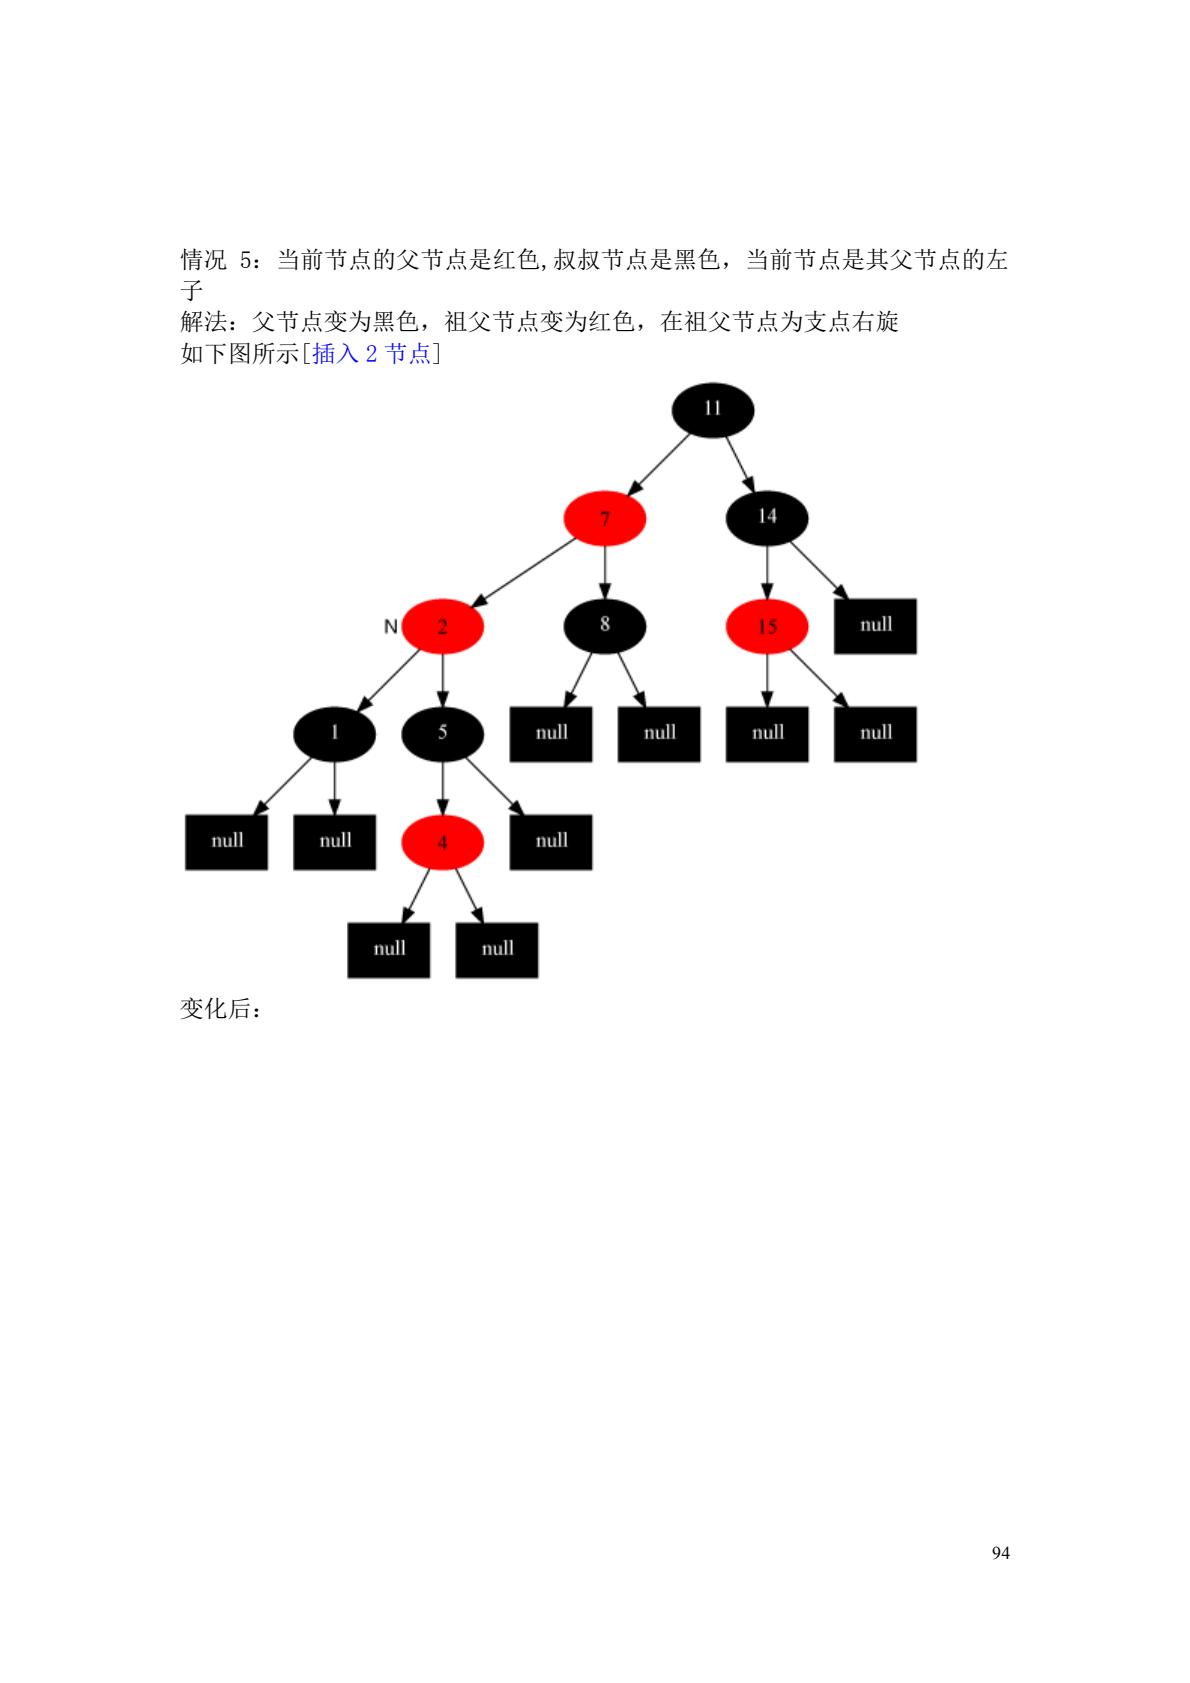 情况 5：当前节点的父节点是红色,叔叔节点是黑色，当前节点是其父节点的左
子
解法：父节点变为黑色，祖父节点变为红色，在祖父节点为支点右旋
如下图所示[插入 2 节点]
11
7
14
N
2
8
15
null
1
5
null
null
null
null
null
null
4
null
null
null
变化后：
94